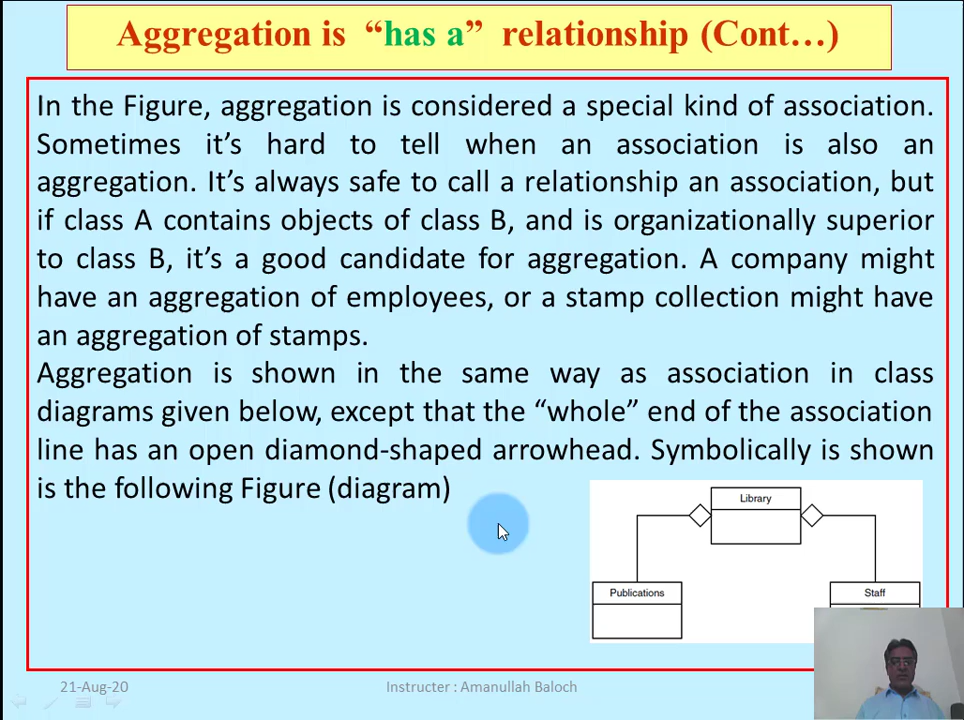 Aggregation is “has a” relationship (Cont…)
In the Figure, aggregation is considered a special kind of association.
Sometimes it’s hard to tell when an association is also an
aggregation. It’s always safe to call a relationship an association, but
if class A contains objects of class B, and is organizationally superior
to class B, it’s a good candidate for aggregation. A company might
have an aggregation of employees, or a stamp collection might have
an aggregation of stamps.
Aggregation is shown in the same way as association in class
diagrams given below, except that the “whole” end of the association
line has an open diamond-shaped arrowhead. Symbolically is shown
is the following Figure (diagram)
Library
Publications
Staff
21-Aug-20
Instructer : Amanullah Baloch